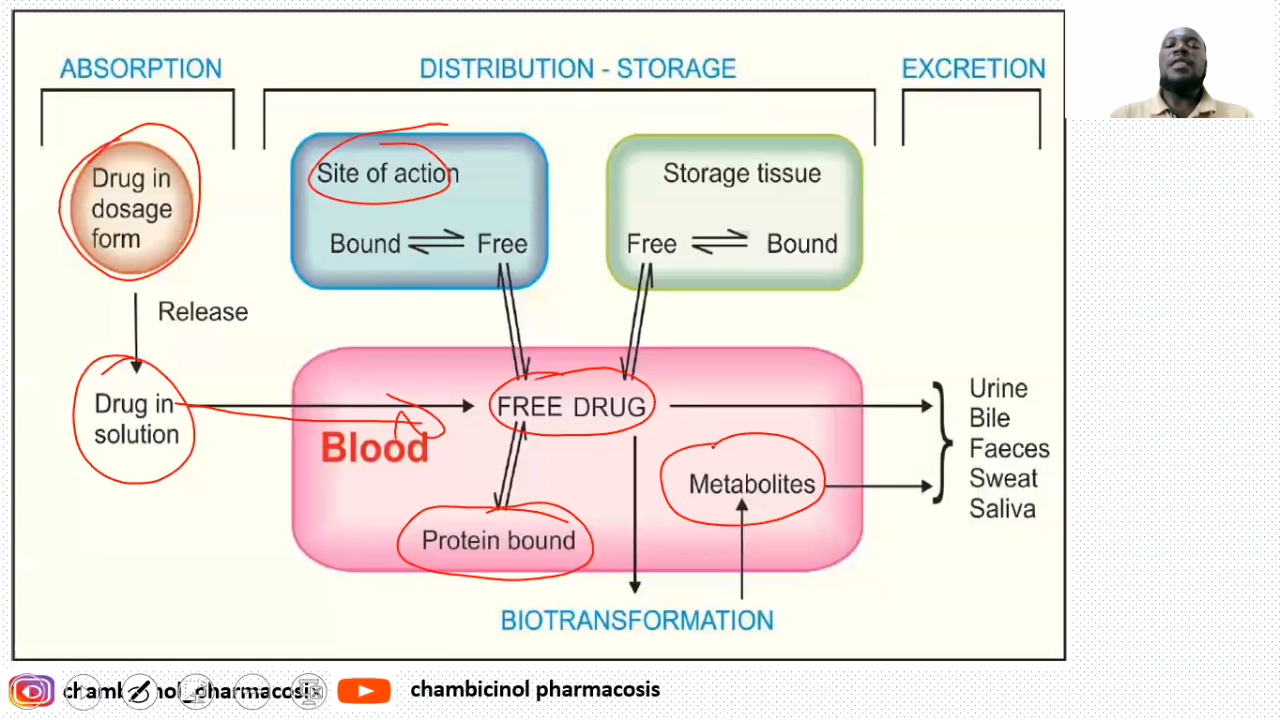 ABSORPTION
DISTRIBUTION - STORAGE
EXCRETION
Drug in
dosage
form
Release
Drug in
solution
Site of action
Bound Free
Storage tissue
Free Bound
FREE DRUG
Blood
Protein bound
Metabolites
BIOTRANSFORMATION
Urine
Bile
Faeces
Sweat
Saliva
chambicinol pharmacosis